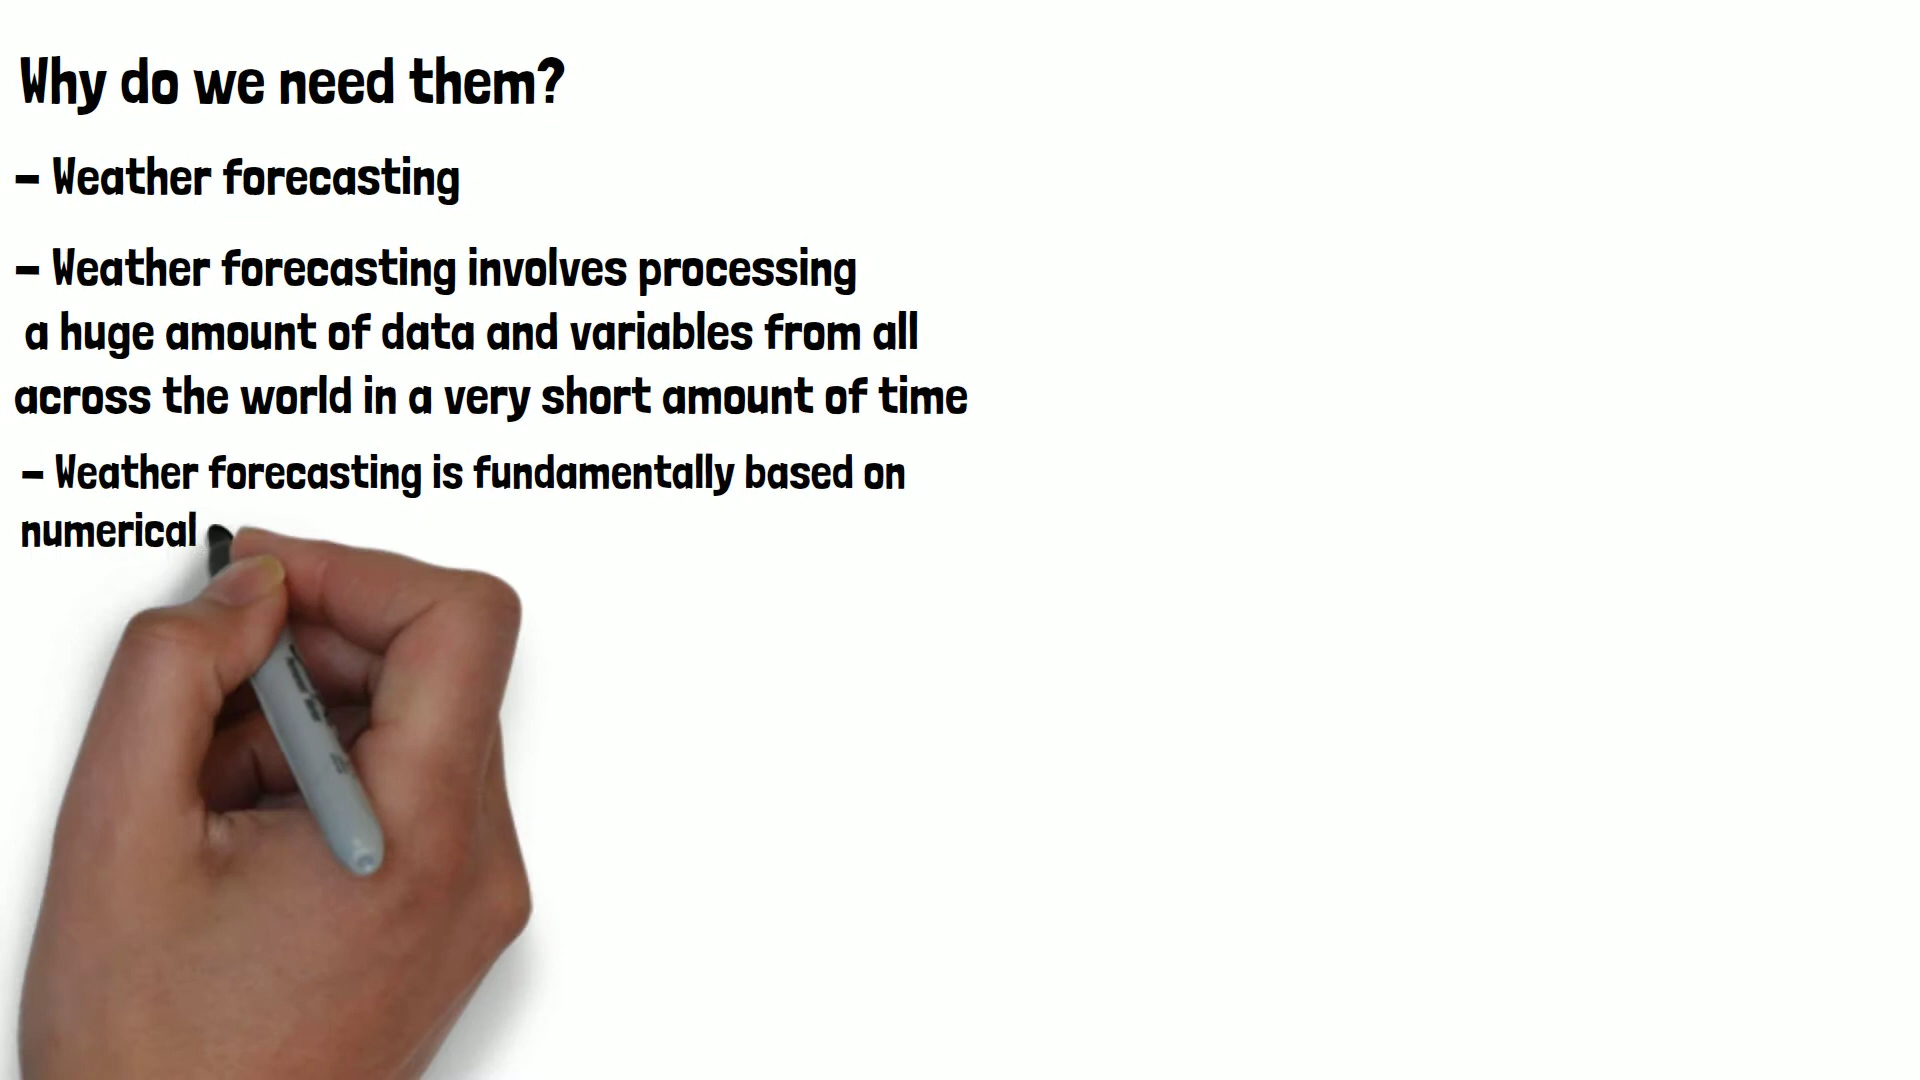 Why do we need them?
- Weather forecasting
- Weather forecasting involves processing
a huge amount of data and variables from all
across the world in a very short amount of time
- Weather forecasting is fundamentally based on
numerical